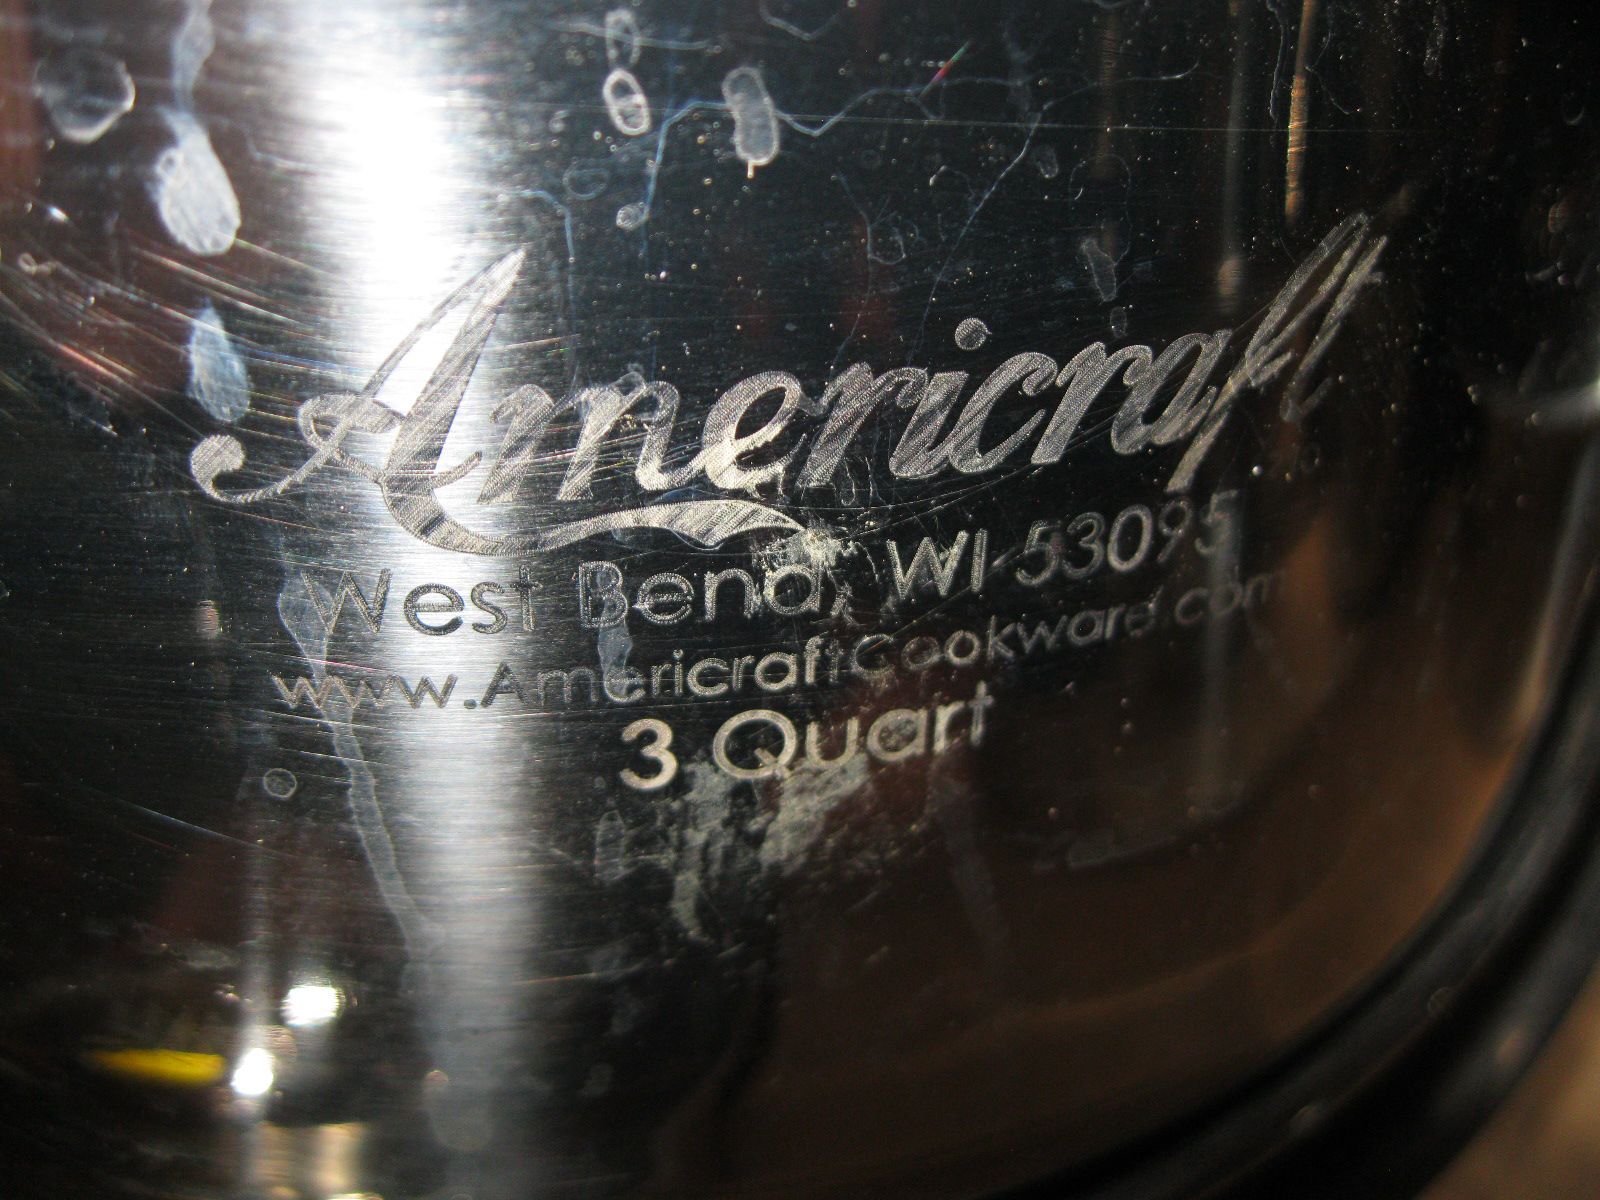 Americraft
West Bend, WI 53095
www.AmericraftCookware.com
3 Quart